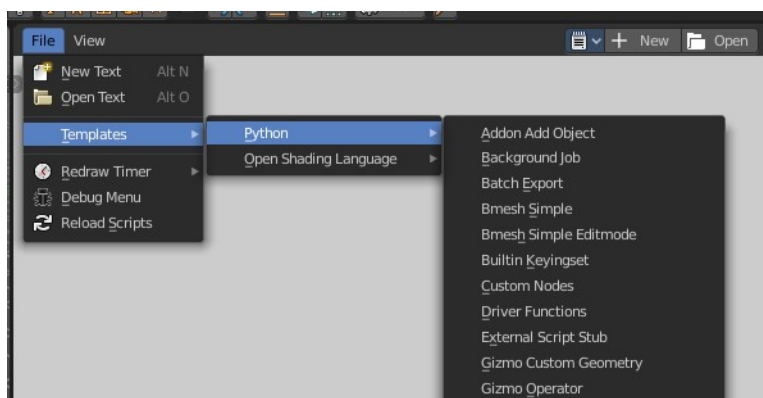 File View
New Open
New Text Alt N
Open Text Alt O
Templates
Redraw Timer
Debug Menu
Reload Scripts
Python
Open Shading Language
Addon Add Object
Background Job
Batch Export
Bmesh Simple
Bmesh Simple Editmode
Builtin Keyingset
Custom Nodes
Driver Functions
External Script Stub
Gizmo Custom Geometry
Gizmo Operator